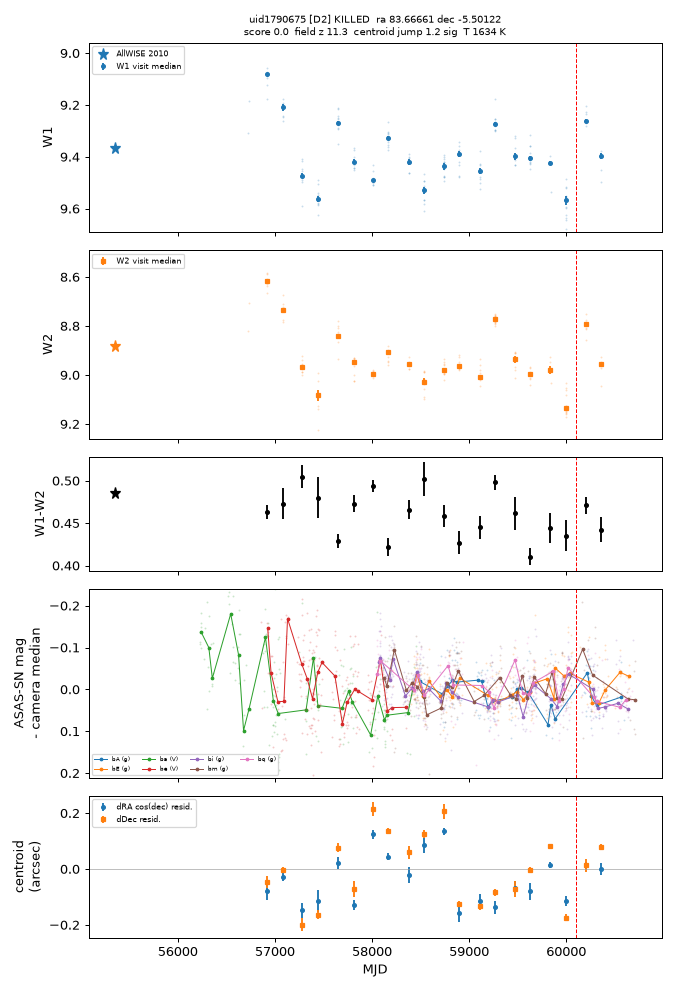 uid1790675 [D2] KILLED ra 83.66661 dec -5.50122
score 0.0 field z 11.3 centroid jump 1.2 sig T 1634 K
9.0
9.2
9.4
9.6
W1
AllWISE 2010
W1 visit median
8.6
8.8
9.0
9.2
W2
W2 visit median
0.50
0.45
0.40
W1-W2
−0.2
−0.1
0.0
0.1
0.2
ASAS-SN mag
- camera median
bA (g)
bE (g)
ba (V)
be (V)
bi (g)
bm (g)
bq (g)
0.2
0.0
−0.2
centroid
(arcsec)
dRA cos(dec) resid.
dDec resid.
56000 57000 58000 59000 60000
MJD